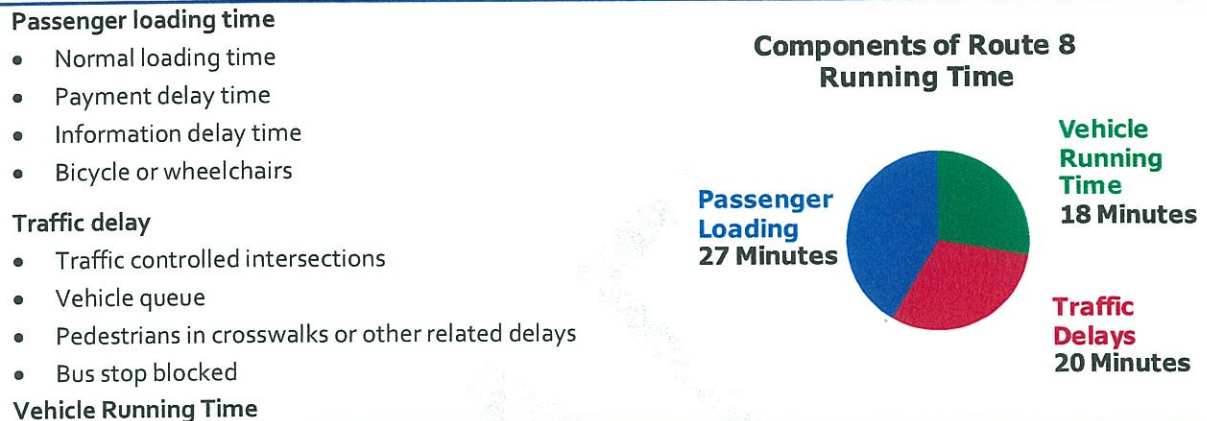 Passenger loading time
• Normal loading time
• Payment delay time
• Information delay time
• Bicycle or wheelchairs
Traffic delay
• Traffic controlled intersections
• Vehicle queue
• Pedestrians in crosswalks or other related delays
• Bus stop blocked
Vehicle Running Time
Components of Route 8
Running Time
Vehicle
Running
Time
18 Minutes
Passenger
Loading
27 Minutes
Traffic
Delays
20 Minutes